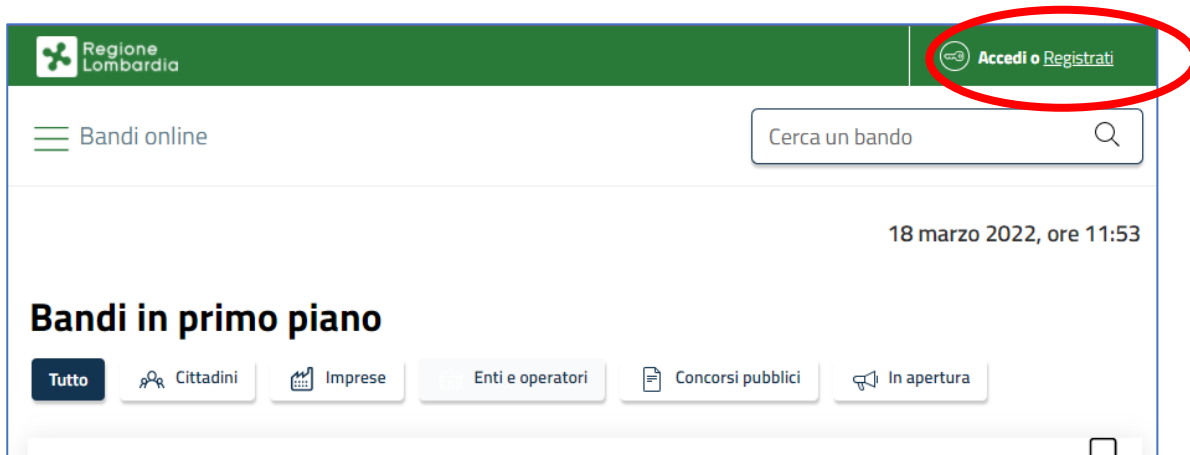 Regione
Lombardia
Accedi o Registrati
Bandi online
Cerca un bando
18 marzo 2022, ore 11:53
Bandi in primo piano
Tutto Cittadini Imprese Enti e operatori Concorsi pubblici In apertura